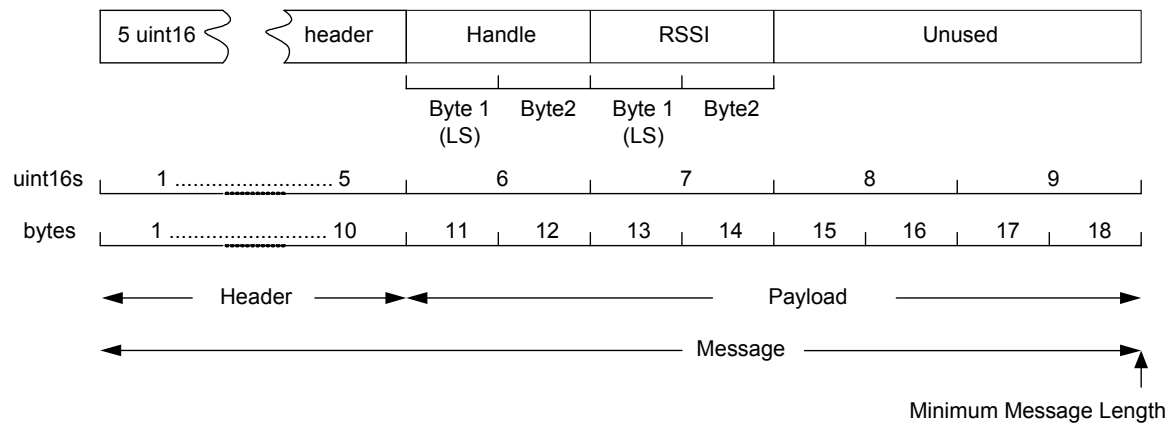 5 uint16 header Handle RSSI Unused
Byte 1 Byte2 Byte 1 Byte2
(LS) (LS)
uint16s 1 ........................... 5 6 7 8 9
bytes 1 ........................... 10 11 12 13 14 15 16 17 18
Header Payload
Message
Minimum Message Length